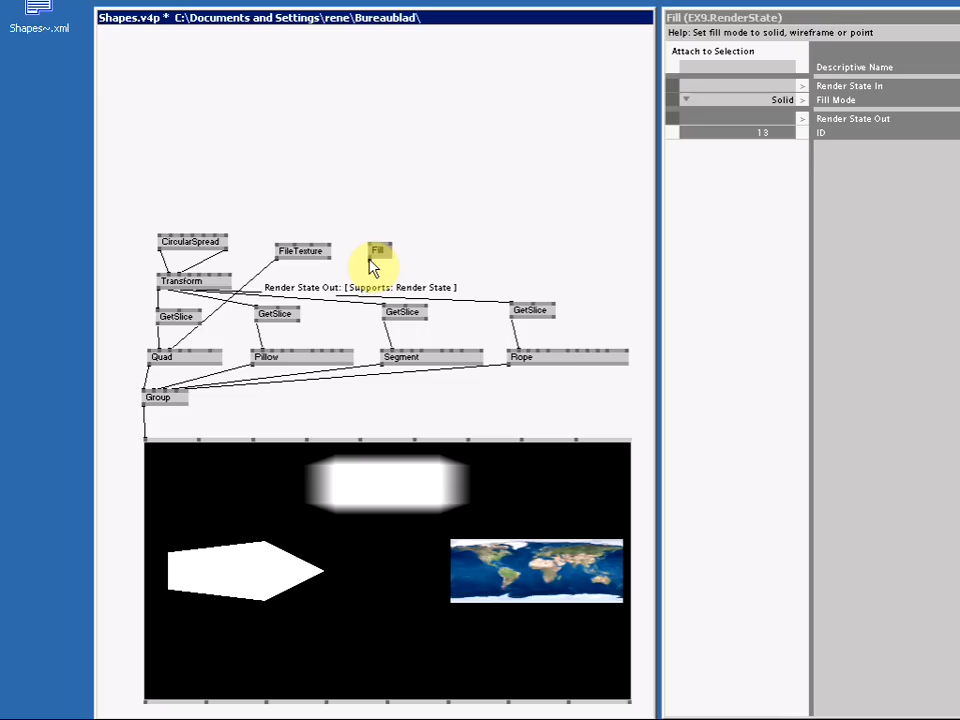 Shapes~.xml
Shapes.v4p * C:\Documents and Settings\rene\Bureaublad\
CircularSpread
FileTexture
Fill
Transform
Render State Out: [Supports: Render State ]
GetSlice
GetSlice
GetSlice
GetSlice
Quad
Pillow
Segment
Rope
Group
Fill (EX9.RenderState)
Help: Set fill mode to solid, wireframe or point
Attach to Selection
Descriptive Name
> Render State In
Solid > Fill Mode
> Render State Out
13 ID